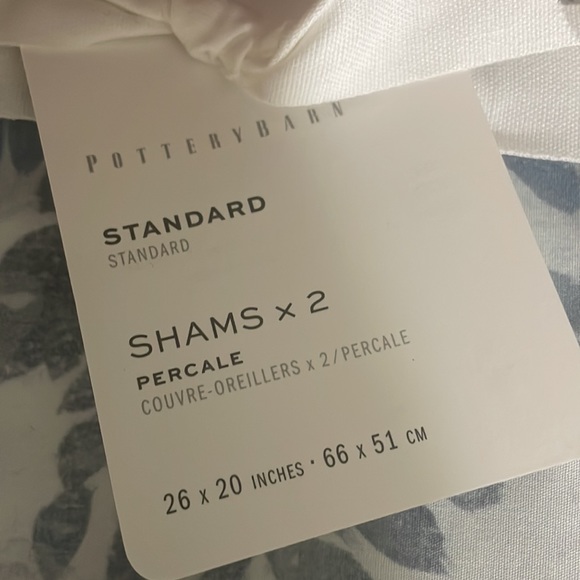 POTTERYBARN
STANDARD
STANDARD
SHAMS x 2
PERCALE
COUVRE-OREILLERS x 2/PERCALE
26 x 20 INCHES · 66 x 51 CM